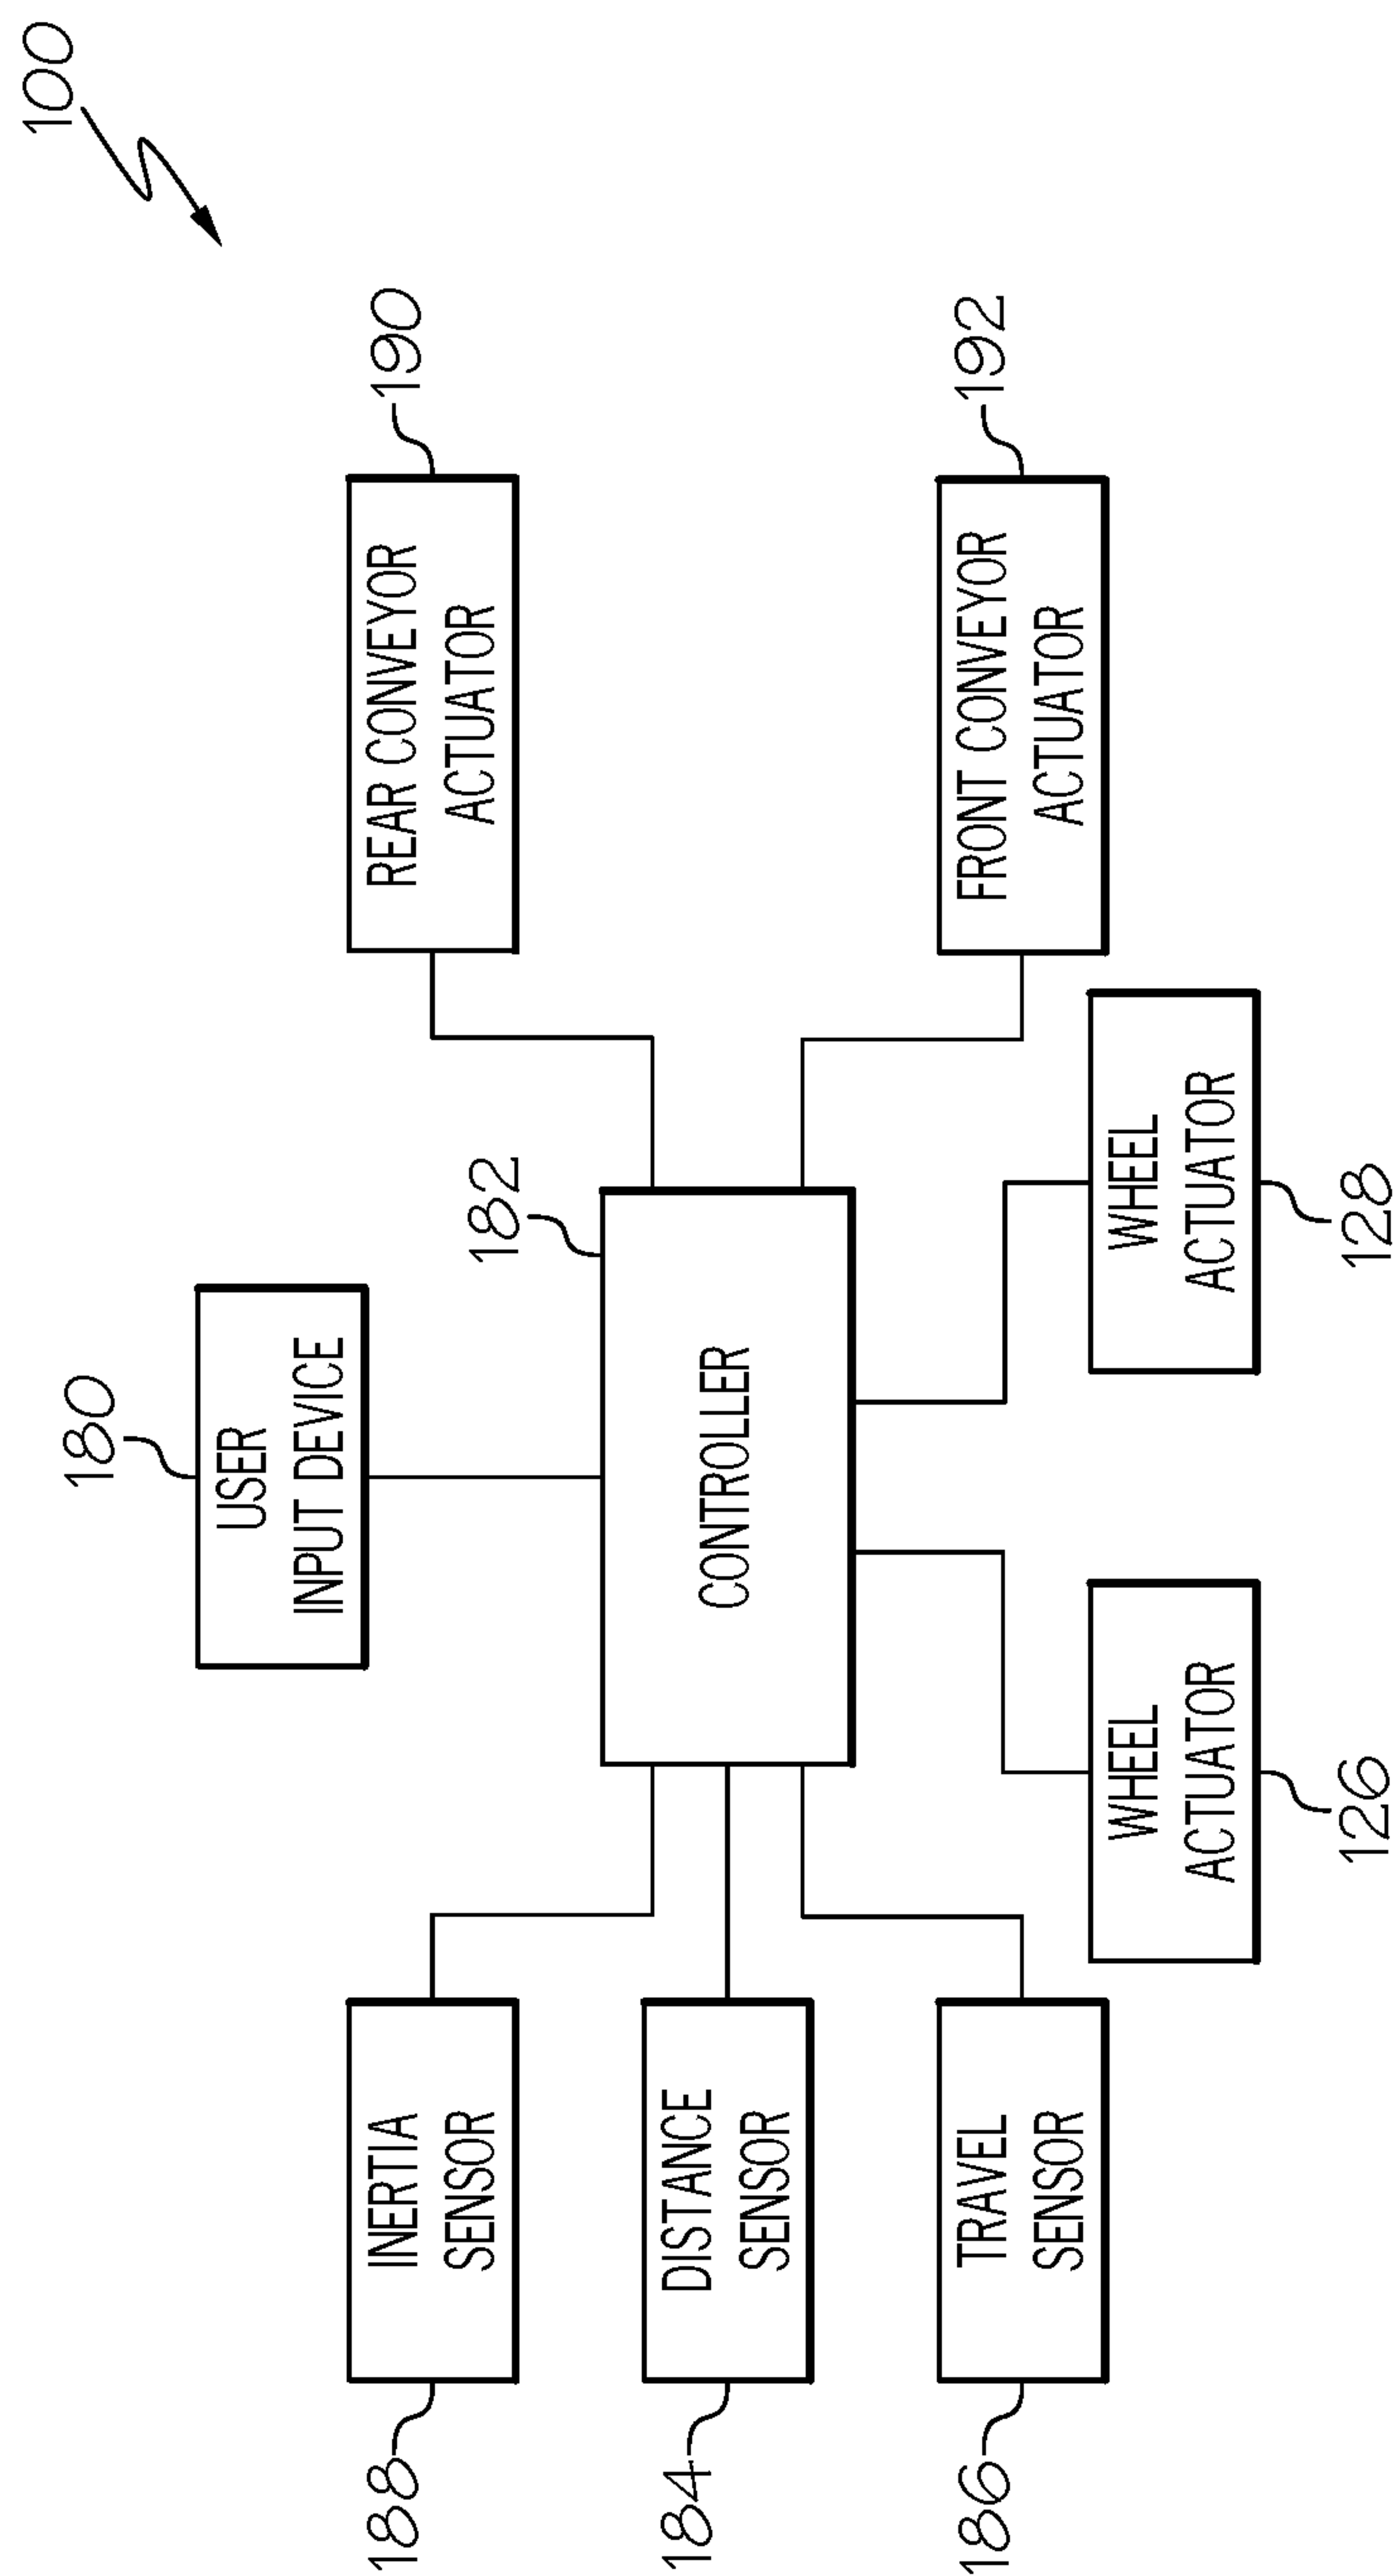 100
180
USER
INPUT DEVICE
182
CONTROLLER
188
INERTIA
SENSOR
184
DISTANCE
SENSOR
186
TRAVEL
SENSOR
190
REAR CONVEYOR
ACTUATOR
192
FRONT CONVEYOR
ACTUATOR
WHEEL
ACTUATOR
126
WHEEL
ACTUATOR
128